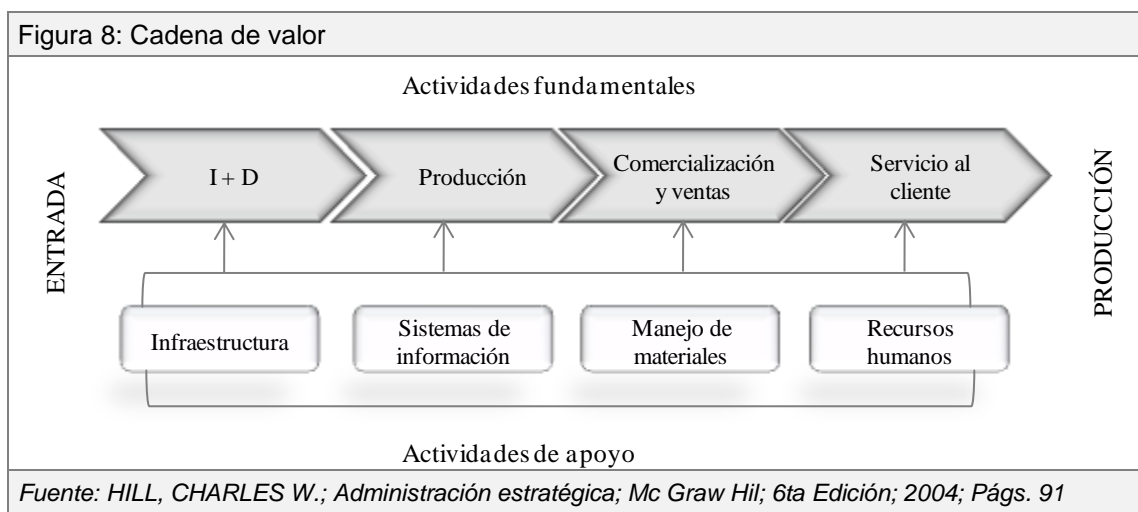 Figura 8: Cadena de valor
Actividades fundamentales
ENTRADA
I + D
Producción
Comercialización
y ventas
Servicio al
cliente
PRODUCCIÓN
Infraestructura
Sistemas de
información
Manejo de
materiales
Recursos
humanos
Actividades de apoyo
Fuente: HILL, CHARLES W.; Administración estratégica; Mc Graw Hil; 6ta Edición; 2004; Págs. 91